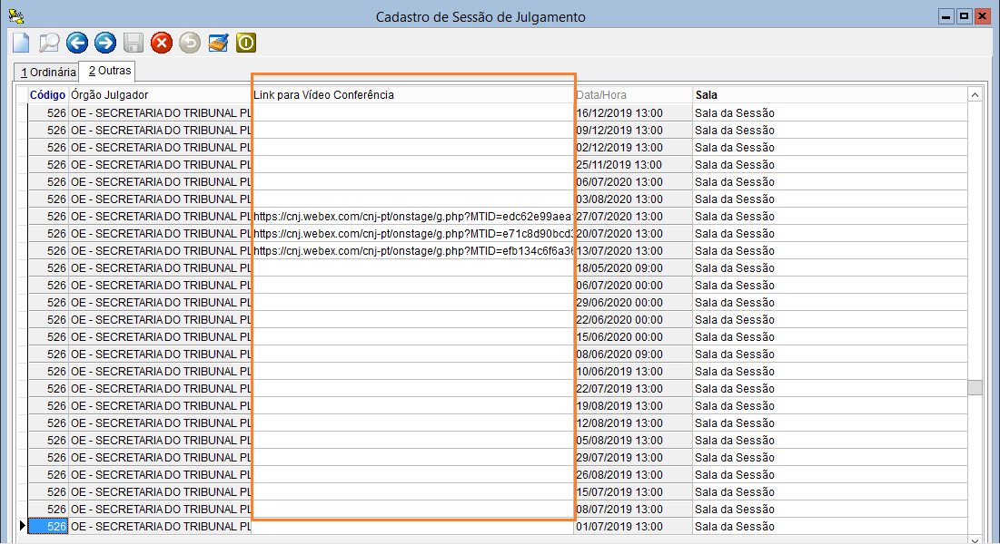 Cadastro de Sessão de Julgamento
1 Ordinária 2 Outras
Código Órgão Julgador Link para Vídeo Conferência Data/Hora Sala
526 OE - SECRETARIA DO TRIBUNAL PL 16/12/2019 13:00 Sala da Sessão
526 OE - SECRETARIA DO TRIBUNAL PL 09/12/2019 13:00 Sala da Sessão
526 OE - SECRETARIA DO TRIBUNAL PL 02/12/2019 13:00 Sala da Sessão
526 OE - SECRETARIA DO TRIBUNAL PL 25/11/2019 13:00 Sala da Sessão
526 OE - SECRETARIA DO TRIBUNAL PL 06/07/2020 13:00 Sala da Sessão
526 OE - SECRETARIA DO TRIBUNAL PL 03/08/2020 13:00 Sala da Sessão
526 OE - SECRETARIA DO TRIBUNAL PL https://cnj.webex.com/cnj-pt/onstage/g.php?MTID=edc62e99aea 27/07/2020 13:00 Sala da Sessão
526 OE - SECRETARIA DO TRIBUNAL PL https://cnj.webex.com/cnj-pt/onstage/g.php?MTID=e71c8d90bcd3 20/07/2020 13:00 Sala da Sessão
526 OE - SECRETARIA DO TRIBUNAL PL https://cnj.webex.com/cnj-pt/onstage/g.php?MTID=efb134c6f6a36 13/07/2020 13:00 Sala da Sessão
526 OE - SECRETARIA DO TRIBUNAL PL 18/05/2020 09:00 Sala da Sessão
526 OE - SECRETARIA DO TRIBUNAL PL 06/07/2020 00:00 Sala da Sessão
526 OE - SECRETARIA DO TRIBUNAL PL 29/06/2020 00:00 Sala da Sessão
526 OE - SECRETARIA DO TRIBUNAL PL 22/06/2020 00:00 Sala da Sessão
526 OE - SECRETARIA DO TRIBUNAL PL 15/06/2020 00:00 Sala da Sessão
526 OE - SECRETARIA DO TRIBUNAL PL 08/06/2020 09:00 Sala da Sessão
526 OE - SECRETARIA DO TRIBUNAL PL 10/06/2019 13:00 Sala da Sessão
526 OE - SECRETARIA DO TRIBUNAL PL 22/07/2019 13:00 Sala da Sessão
526 OE - SECRETARIA DO TRIBUNAL PL 19/08/2019 13:00 Sala da Sessão
526 OE - SECRETARIA DO TRIBUNAL PL 12/08/2019 13:00 Sala da Sessão
526 OE - SECRETARIA DO TRIBUNAL PL 05/08/2019 13:00 Sala da Sessão
526 OE - SECRETARIA DO TRIBUNAL PL 29/07/2019 13:00 Sala da Sessão
526 OE - SECRETARIA DO TRIBUNAL PL 26/08/2019 13:00 Sala da Sessão
526 OE - SECRETARIA DO TRIBUNAL PL 15/07/2019 13:00 Sala da Sessão
526 OE - SECRETARIA DO TRIBUNAL PL 08/07/2019 13:00 Sala da Sessão
526 OE - SECRETARIA DO TRIBUNAL PL 01/07/2019 13:00 Sala da Sessão